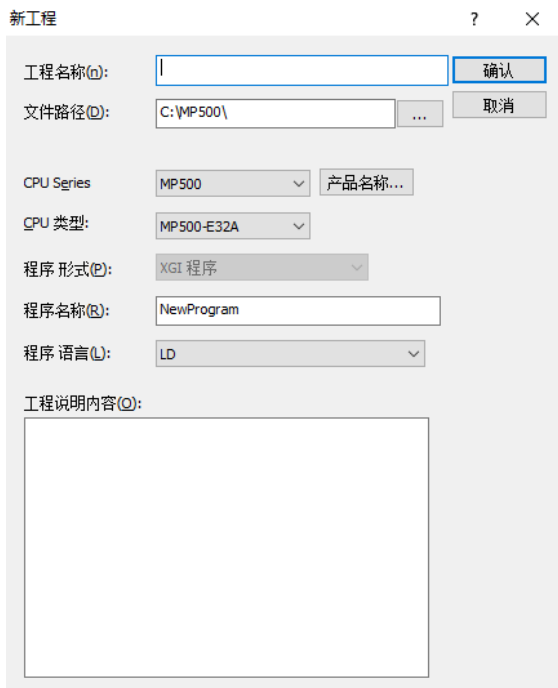 新工程 ?
工程名称(n): 确认
文件路径(D): C:\MP500\ ... 取消
CPU Series MP500 产品名称...
CPU 类型: MP500-E32A
程序 形式(P): XGI 程序
程序名称(R): NewProgram
程序 语言(L): LD
工程说明内容(O):